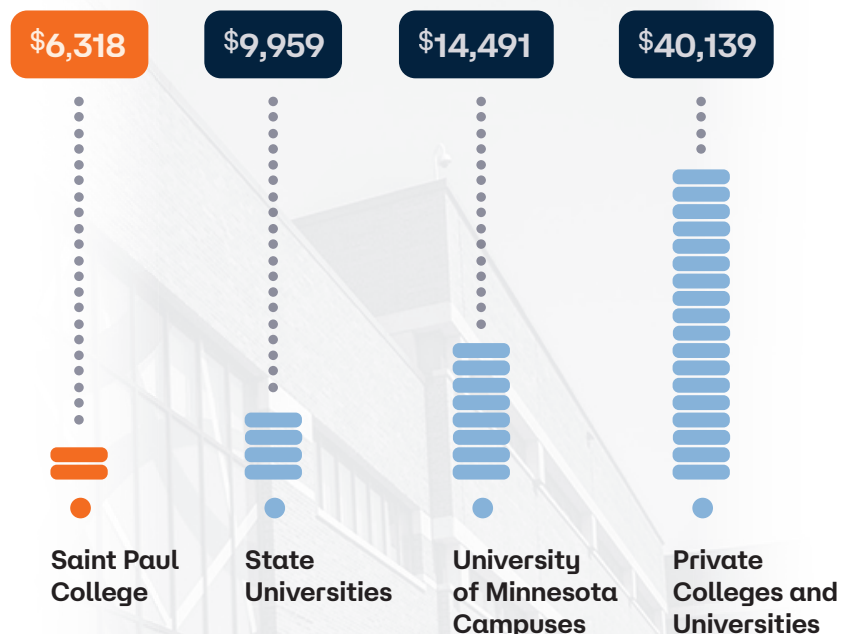 $6,318
$9,959
$14,491
$40,139
Saint Paul
College
State
Universities
University
of Minnesota
Campuses
Private
Colleges and
Universities